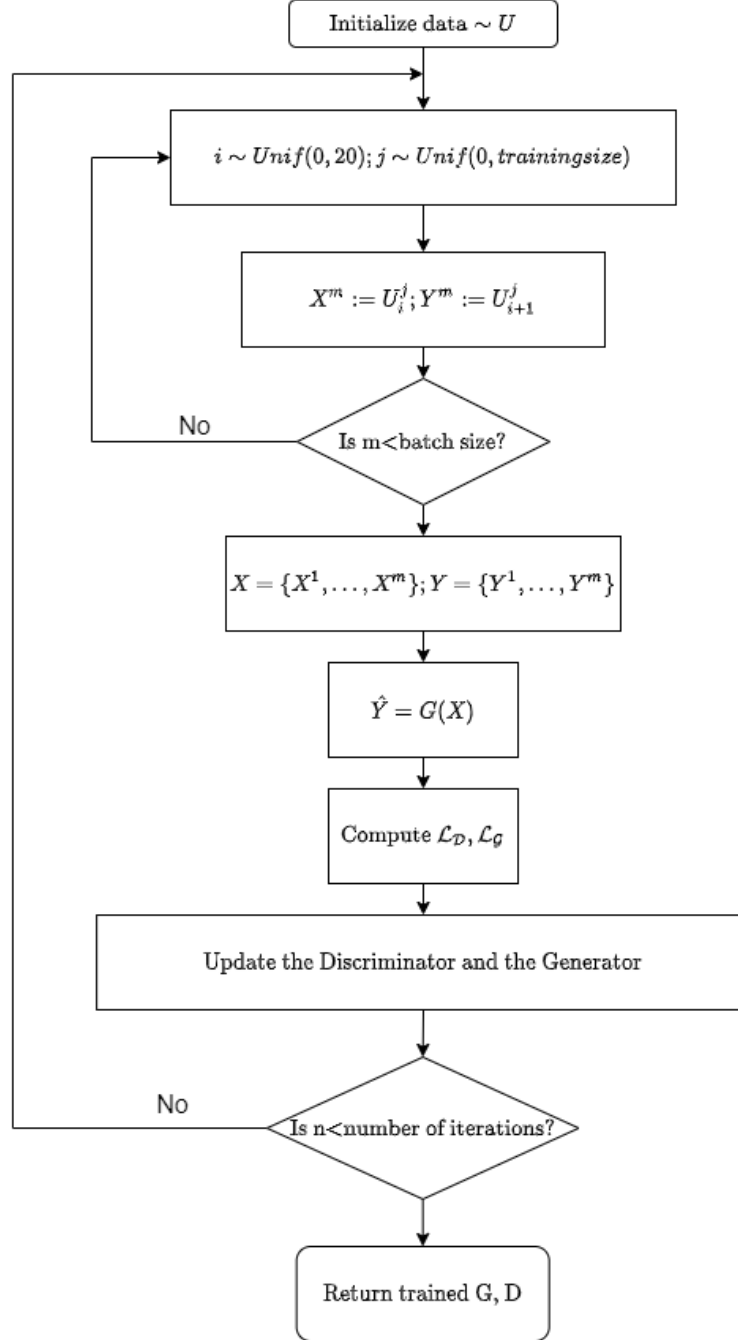 Initialize data ∼ U
i ∼ Unif(0, 20); j ∼ Unif(0, trainingsize)
X^m := U_i^j; Y^m := U_{i+1}^j
No
Is m<batch size?
X = {X^1, . . . , X^m}; Y = {Y^1, . . . , Y^m}
Ŷ = G(X)
Compute ℒ_𝒟, ℒ_𝒢
Update the Discriminator and the Generator
No
Is n<number of iterations?
Return trained G, D